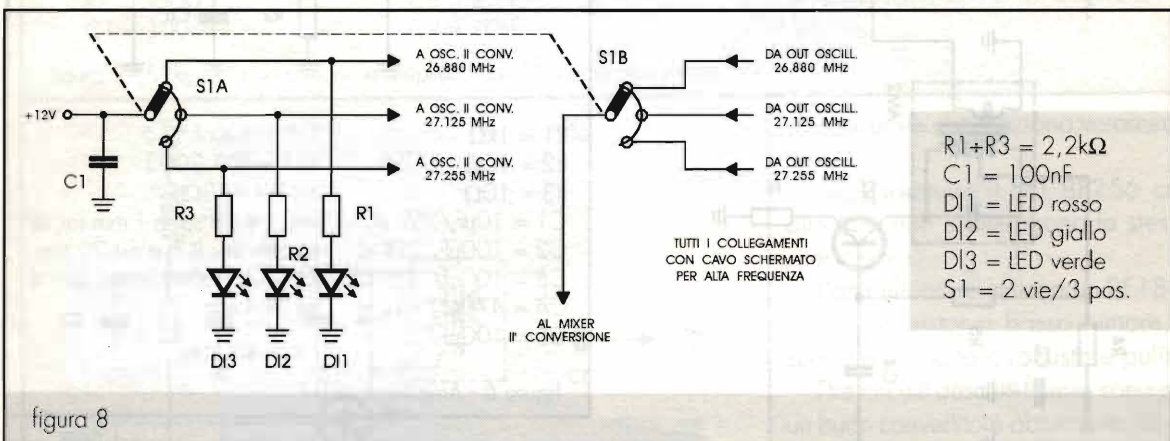 A OSC. II CONV.
26.880 MHz
S1A
+12V
C1
A OSC. II CONV.
27.125 MHz
A OSC. II CONV.
27.255 MHz
R3
R2
R1
DI3
DI2
DI1
S1B
DA OUT OSCILL.
26.880 MHz
DA OUT OSCILL.
27.125 MHz
DA OUT OSCILL.
27.255 MHz
TUTTI I COLLEGAMENTI
CON CAVO SCHERMATO
PER ALTA FREQUENZA
AL MIXER
II° CONVERSIONE
R1÷R3 = 2,2kΩ
C1 = 100nF
DI1 = LED rosso
DI2 = LED giallo
DI3 = LED verde
S1 = 2 vie/3 pos.
figura 8